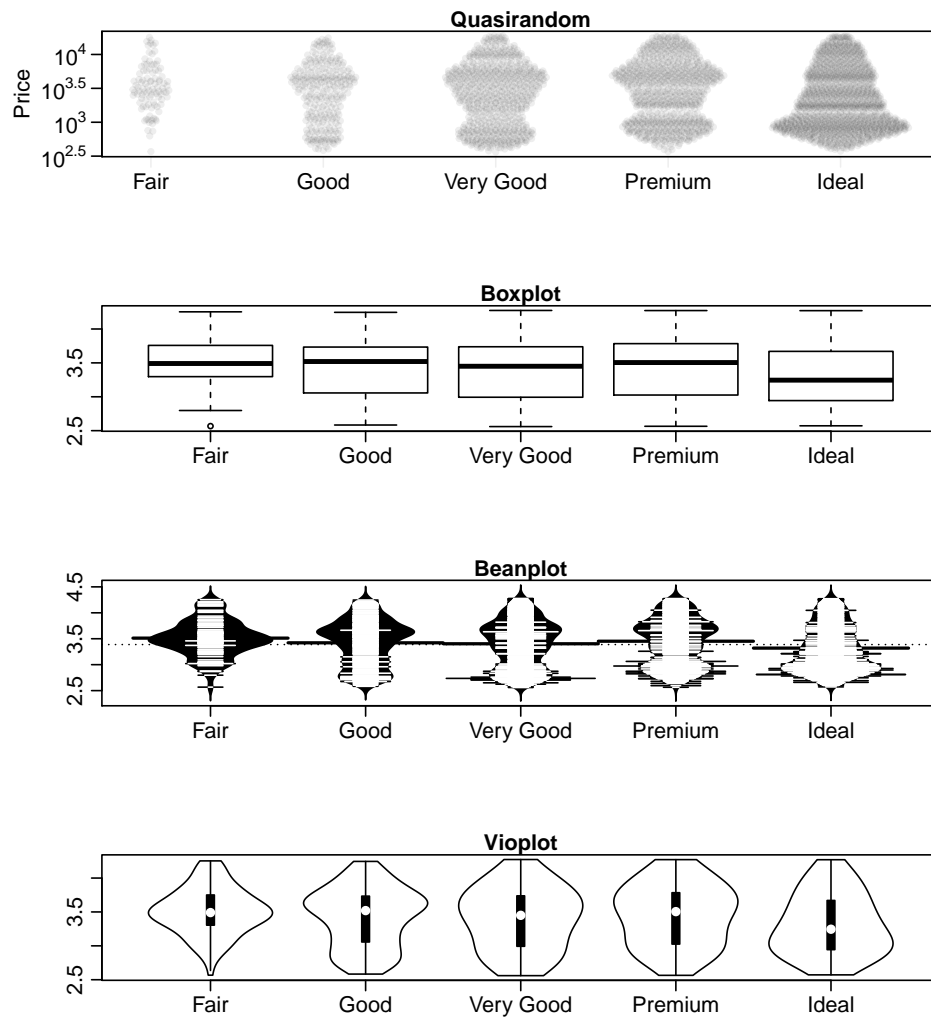 Quasirandom
Price
10^4
10^3.5
10^3
10^2.5
Fair Good Very Good Premium Ideal
Boxplot
3.5
2.5
Fair Good Very Good Premium Ideal
Beanplot
4.5
3.5
2.5
Fair Good Very Good Premium Ideal
Vioplot
3.5
2.5
Fair Good Very Good Premium Ideal